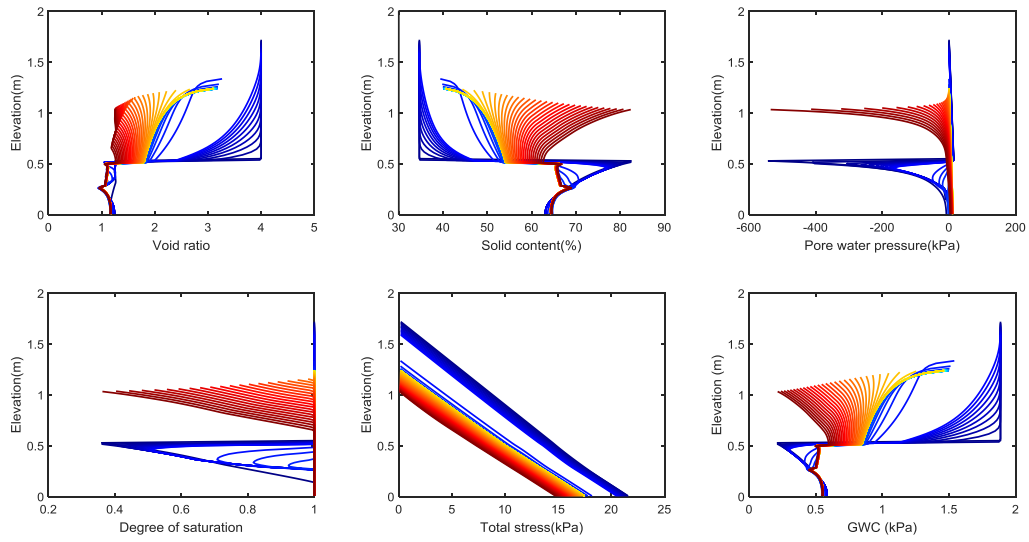 2
1.5
1
0.5
0
Elevation(m)
0 1 2 3 4 5
Void ratio
2
1.5
1
0.5
0
Elevation(m)
30 40 50 60 70 80 90
Solid content(%)
2
1.5
1
0.5
0
Elevation(m)
-600 -400 -200 0 200
Pore water pressure(kPa)
2
1.5
1
0.5
0
Elevation(m)
0.2 0.4 0.6 0.8 1
Degree of saturation
2
1.5
1
0.5
0
Elevation(m)
0 5 10 15 20 25
Total stress(kPa)
2
1.5
1
0.5
0
Elevation(m)
0 0.5 1 1.5 2
GWC (kPa)